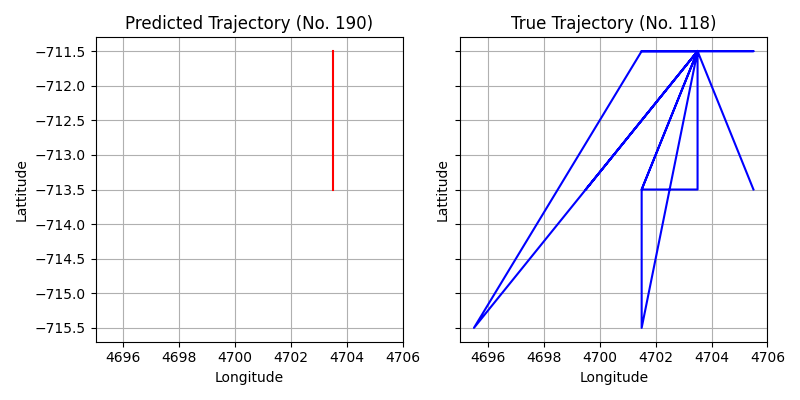 Predicted Trajectory (No. 190)
True Trajectory (No. 118)
−711.5
−712.0
−712.5
−713.0
−713.5
−714.0
−714.5
−715.0
−715.5
Lattitude
Lattitude
4696 4698 4700 4702 4704 4706
4696 4698 4700 4702 4704 4706
Longitude
Longitude